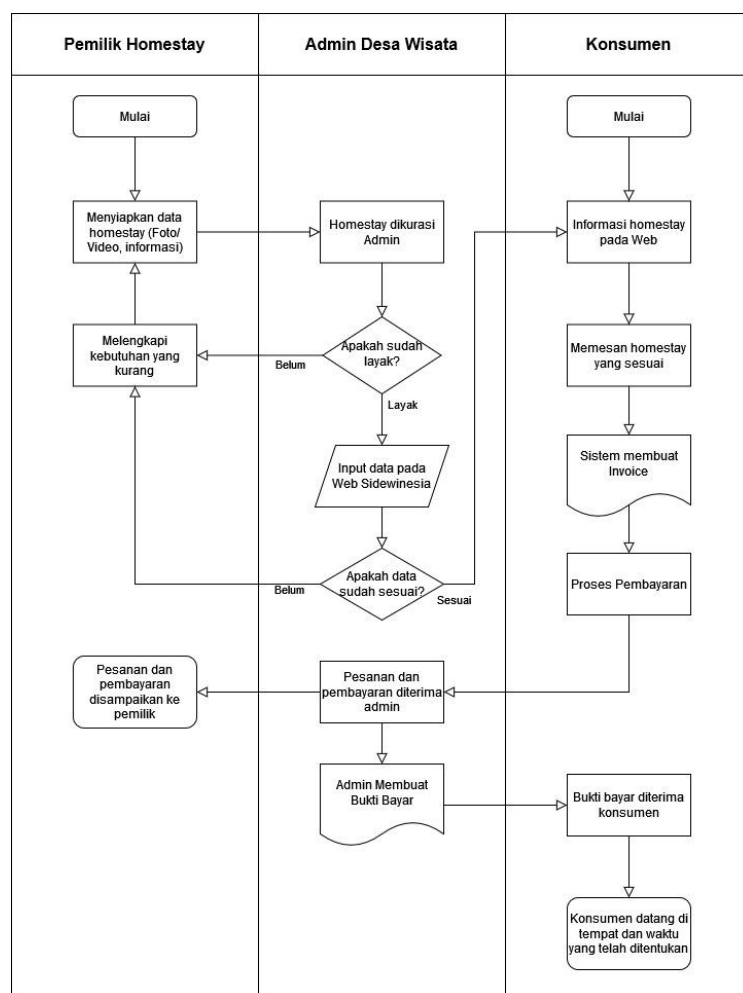 Pemilik Homestay
Admin Desa Wisata
Konsumen
Mulai
Mulai
Menyiapkan data
homestay (Foto/
Video, informasi)
Homestay dikurasi
Admin
Informasi homestay
pada Web
Melengkapi
kebutuhan yang
kurang
Belum
Apakah sudah
layak?
Memesan homestay
yang sesuai
Layak
Input data pada
Web Sidewinesia
Sistem membuat
Invoice
Belum
Apakah data
sudah sesuai?
Sesuai
Proses Pembayaran
Pesanan dan
pembayaran
disampaikan ke
pemilik
Pesanan dan
pembayaran diterima
admin
Admin Membuat
Bukti Bayar
Bukti bayar diterima
konsumen
Konsumen datang di
tempat dan waktu
yang telah ditentukan